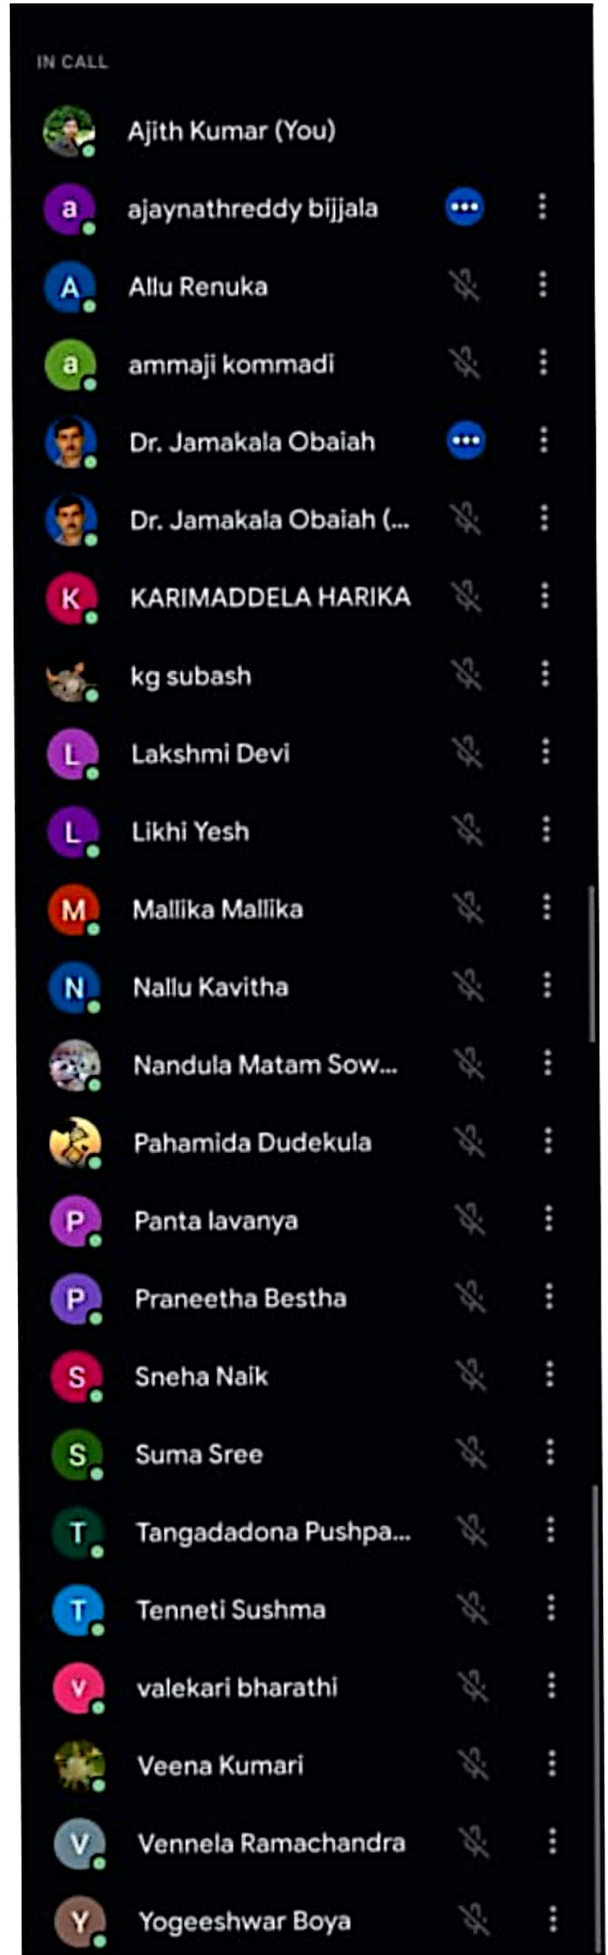 IN CALL
Ajith Kumar (You)
a ajaynathreddy bijjala
A Allu Renuka
a ammaji kommadi
Dr. Jamakala Obaiah
Dr. Jamakala Obaiah (...
K KARIMADDELA HARIKA
kg subash
L Lakshmi Devi
L Likhi Yesh
M Mallika Mallika
N Nallu Kavitha
Nandula Matam Sow...
Pahamida Dudekula
P Panta lavanya
P Praneetha Bestha
S Sneha Naik
S Suma Sree
T Tangadadona Pushpa...
T Tenneti Sushma
v valekari bharathi
Veena Kumari
V Vennela Ramachandra
Y Yogeeshwar Boya